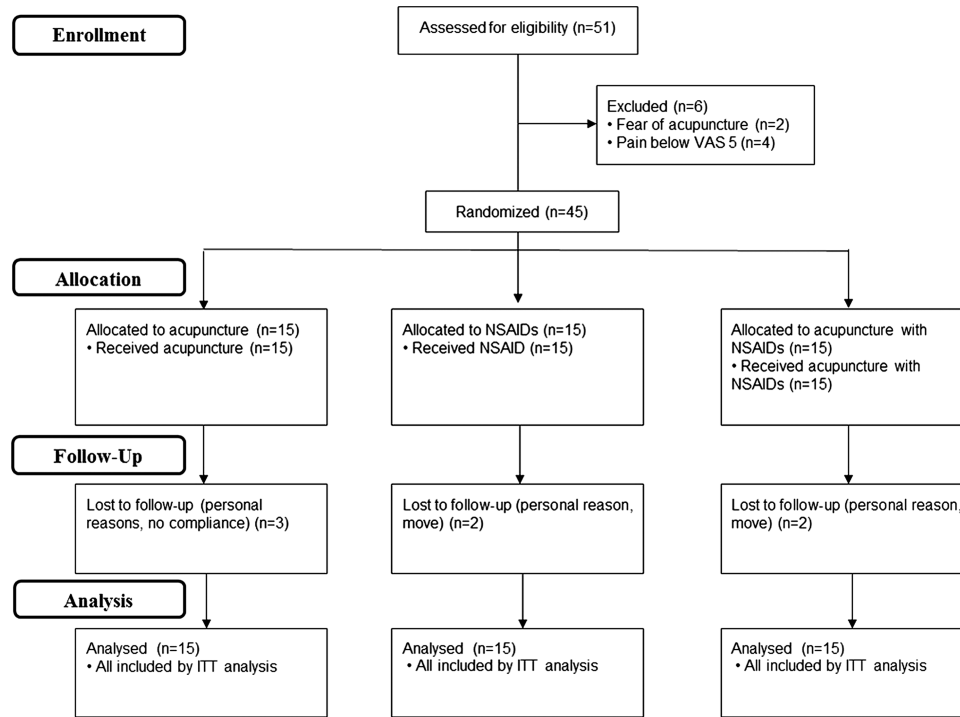 Enrollment
Assessed for eligibility (n=51)
Excluded (n=6)
• Fear of acupuncture (n=2)
• Pain below VAS 5 (n=4)
Randomized (n=45)
Allocation
Allocated to acupuncture (n=15)
• Received acupuncture (n=15)
Allocated to NSAIDs (n=15)
• Received NSAID (n=15)
Allocated to acupuncture with
NSAIDs (n=15)
• Received acupuncture with
NSAIDs (n=15)
Follow-Up
Lost to follow-up (personal
reasons, no compliance) (n=3)
Lost to follow-up (personal reason,
move) (n=2)
Lost to follow-up (personal reason,
move) (n=2)
Analysis
Analysed (n=15)
• All included by ITT analysis
Analysed (n=15)
• All included by ITT analysis
Analysed (n=15)
• All included by ITT analysis